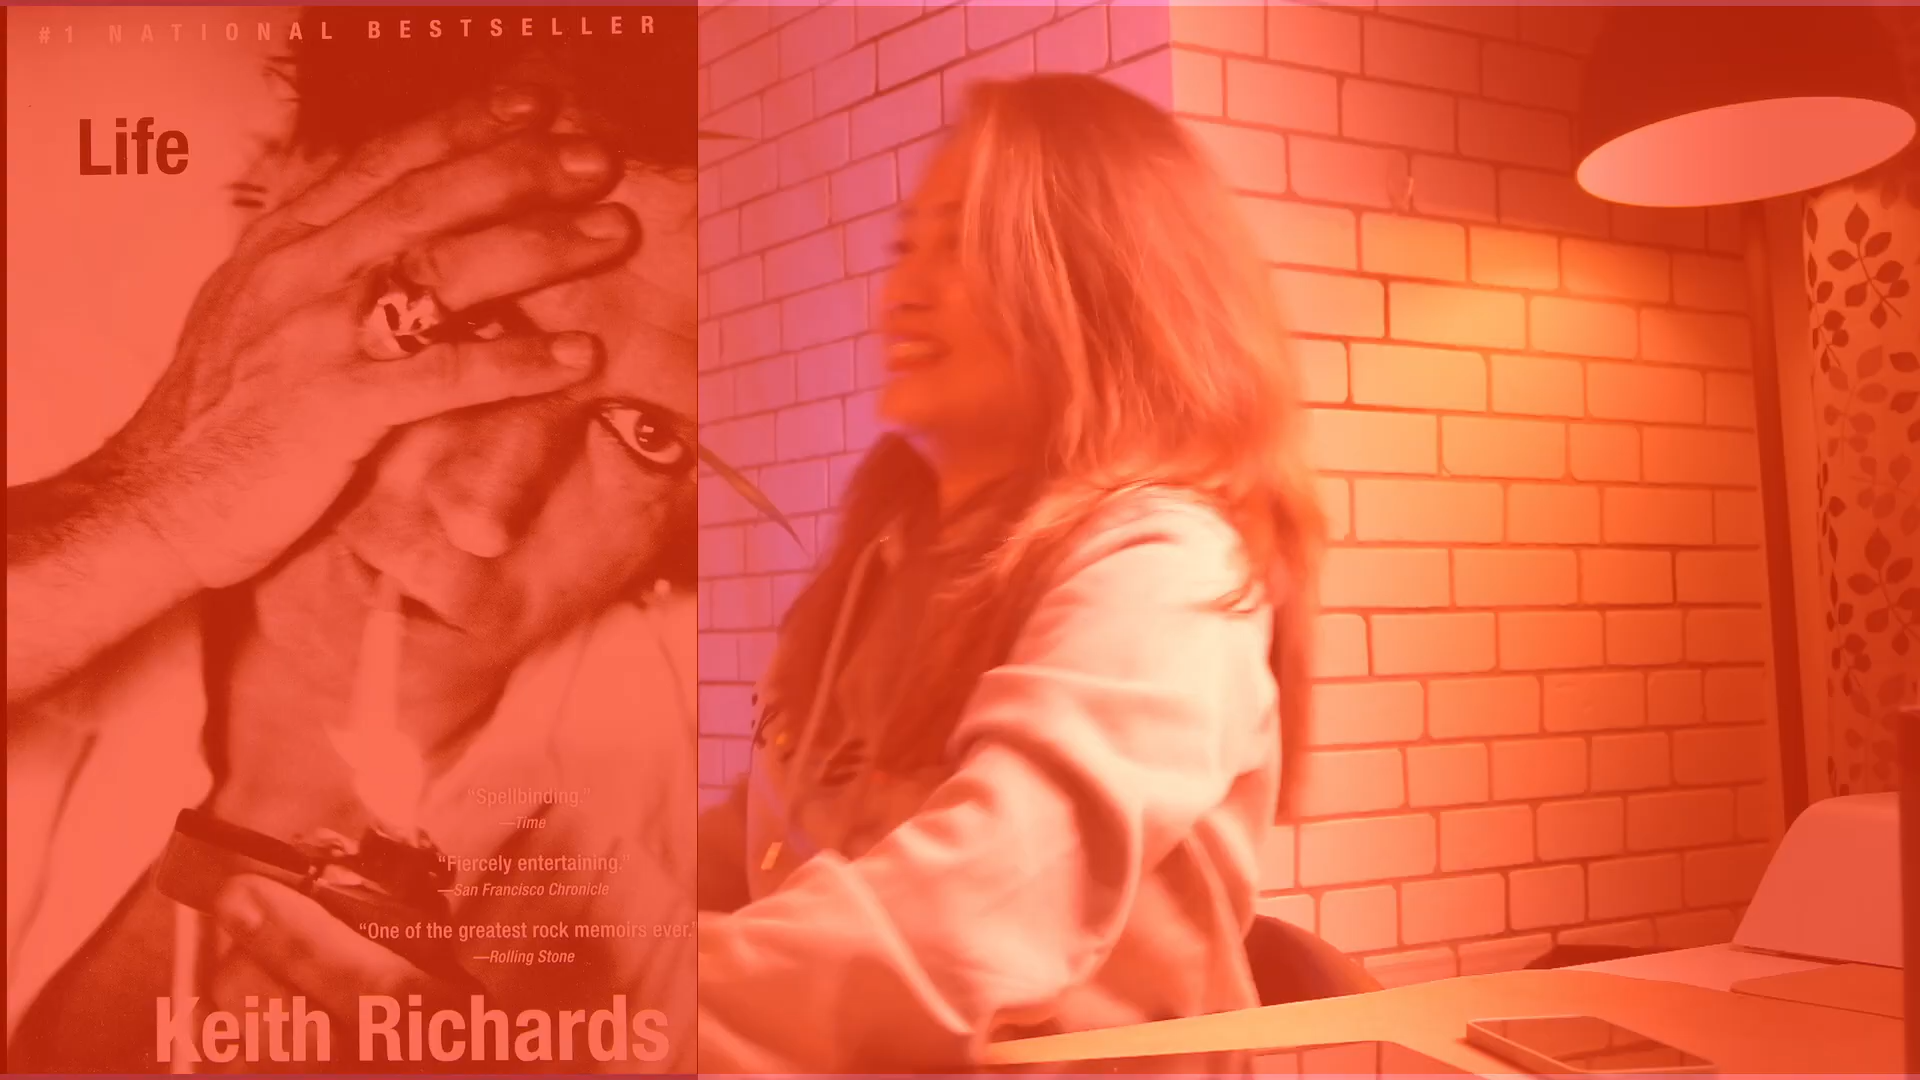 #1 NATIONAL BESTSELLER
Life
“Spellbinding.”
—Time
“Fiercely entertaining.”
—San Francisco Chronicle
“One of the greatest rock memoirs ever.”
—Rolling Stone
Keith Richards